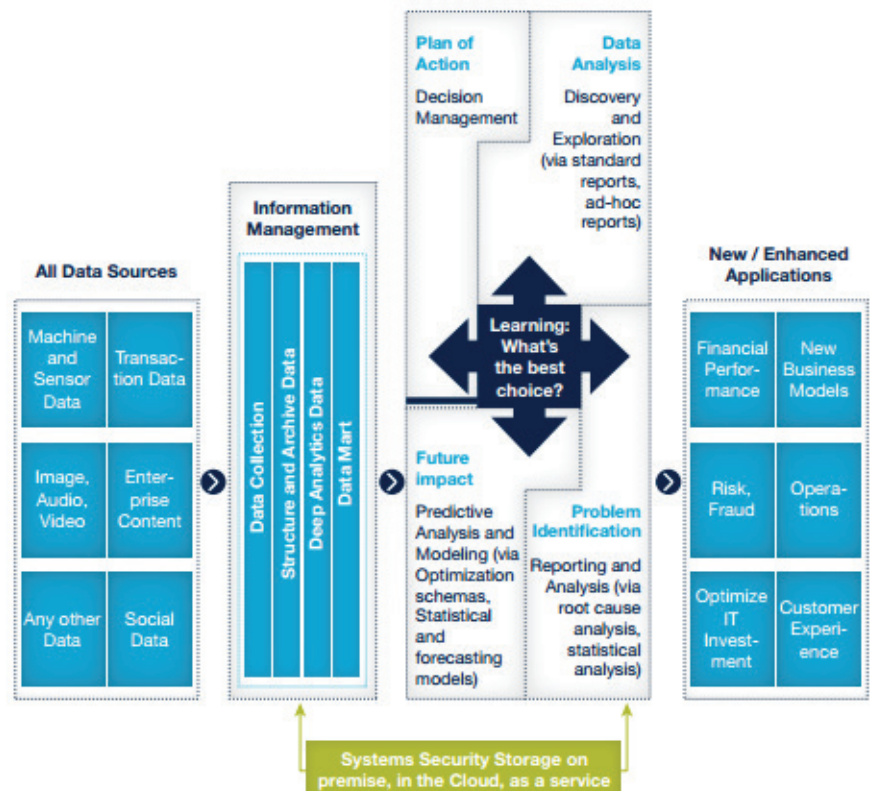 All Data Sources
Machine
and
Sensor
Data
Transac-
tion Data
Image,
Audio,
Video
Enter-
prise
Content
Any other
Data
Social
Data
Information
Management
Data Collection
Structure and Archive Data
Deep Analytics Data
Data Mart
Plan of
Action
Decision
Management
Data
Analysis
Discovery
and
Exploration
(via standard
reports,
ad-hoc
reports)
Learning:
What's
the best
choice?
Future
impact
Predictive
Analysis and
Modeling (via
Optimization
schemas,
Statistical
and
forecasting
models)
Problem
Identification
Reporting and
Analysis (via
root cause
analysis,
statistical
analysis)
New / Enhanced
Applications
Financial
Perfor-
mance
New
Business
Models
Risk,
Fraud
Opera-
tions
Optimize
IT
Invest-
ment
Customer
Experi-
ence
Systems Security Storage on
premise, in the Cloud, as a service